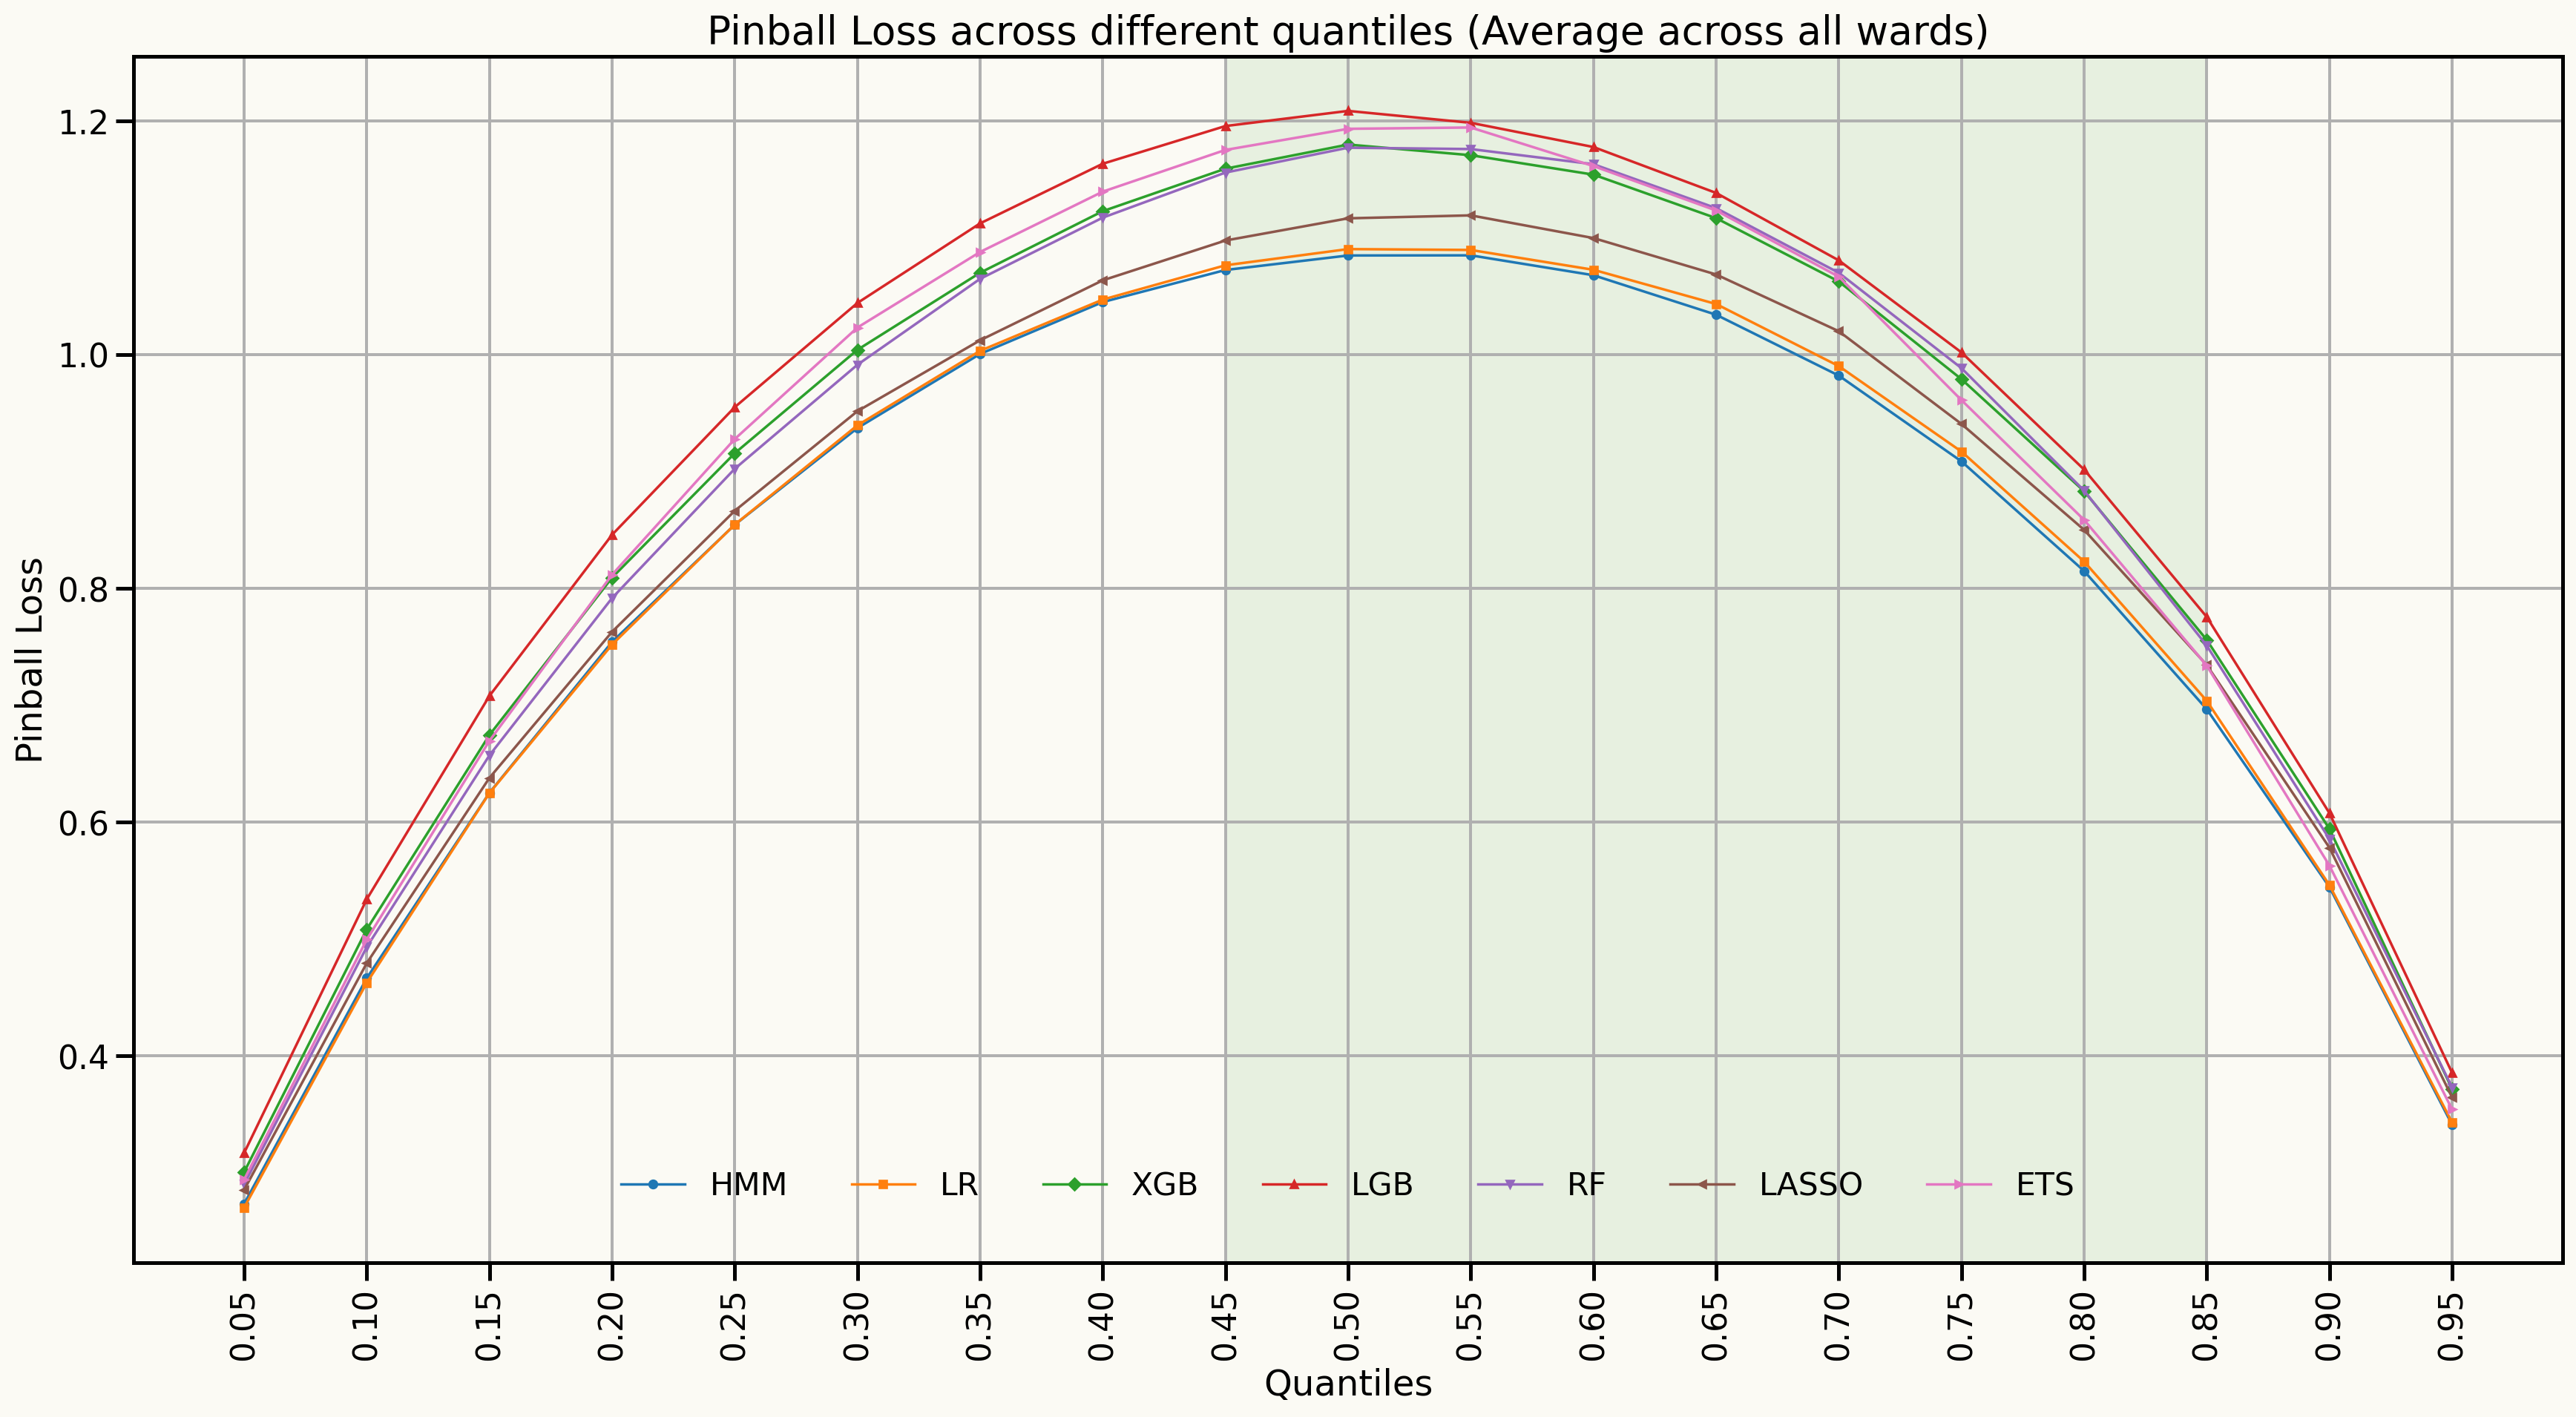 Pinball Loss across different quantiles (Average across all wards)
Pinball Loss
1.2
1.0
0.8
0.6
0.4
HMM LR XGB LGB RF LASSO ETS
0.05 0.10 0.15 0.20 0.25 0.30 0.35 0.40 0.45 0.50 0.55 0.60 0.65 0.70 0.75 0.80 0.85 0.90 0.95
Quantiles